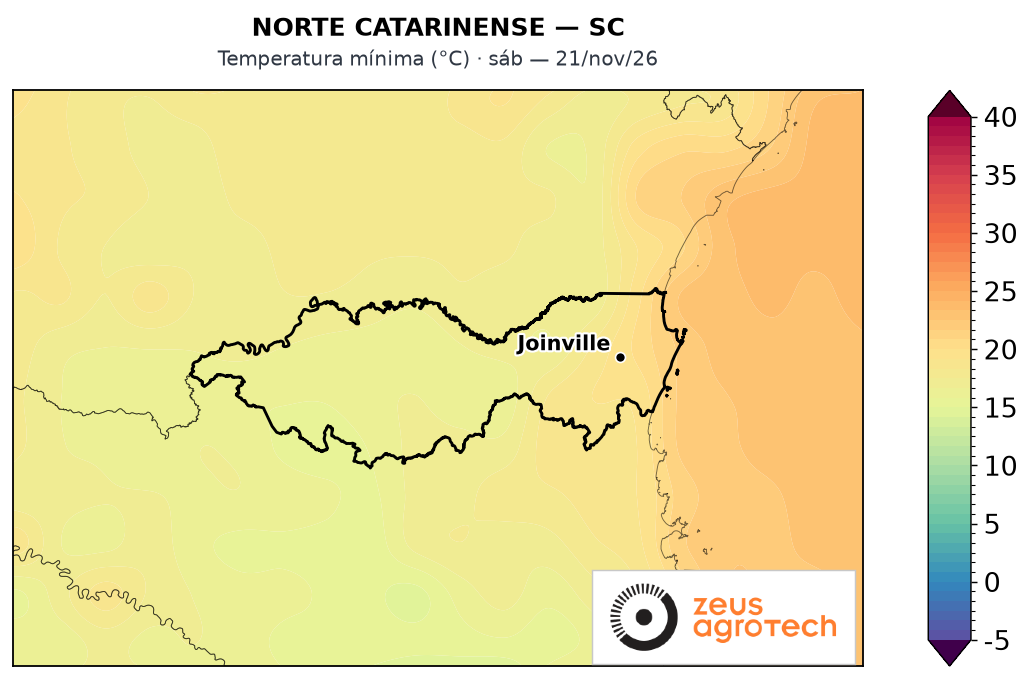 NORTE CATARINENSE — SC
Temperatura mínima (°C) · sáb — 21/nov/26
Joinville
40
35
30
25
20
15
10
5
0
-5
zeus
agrotech